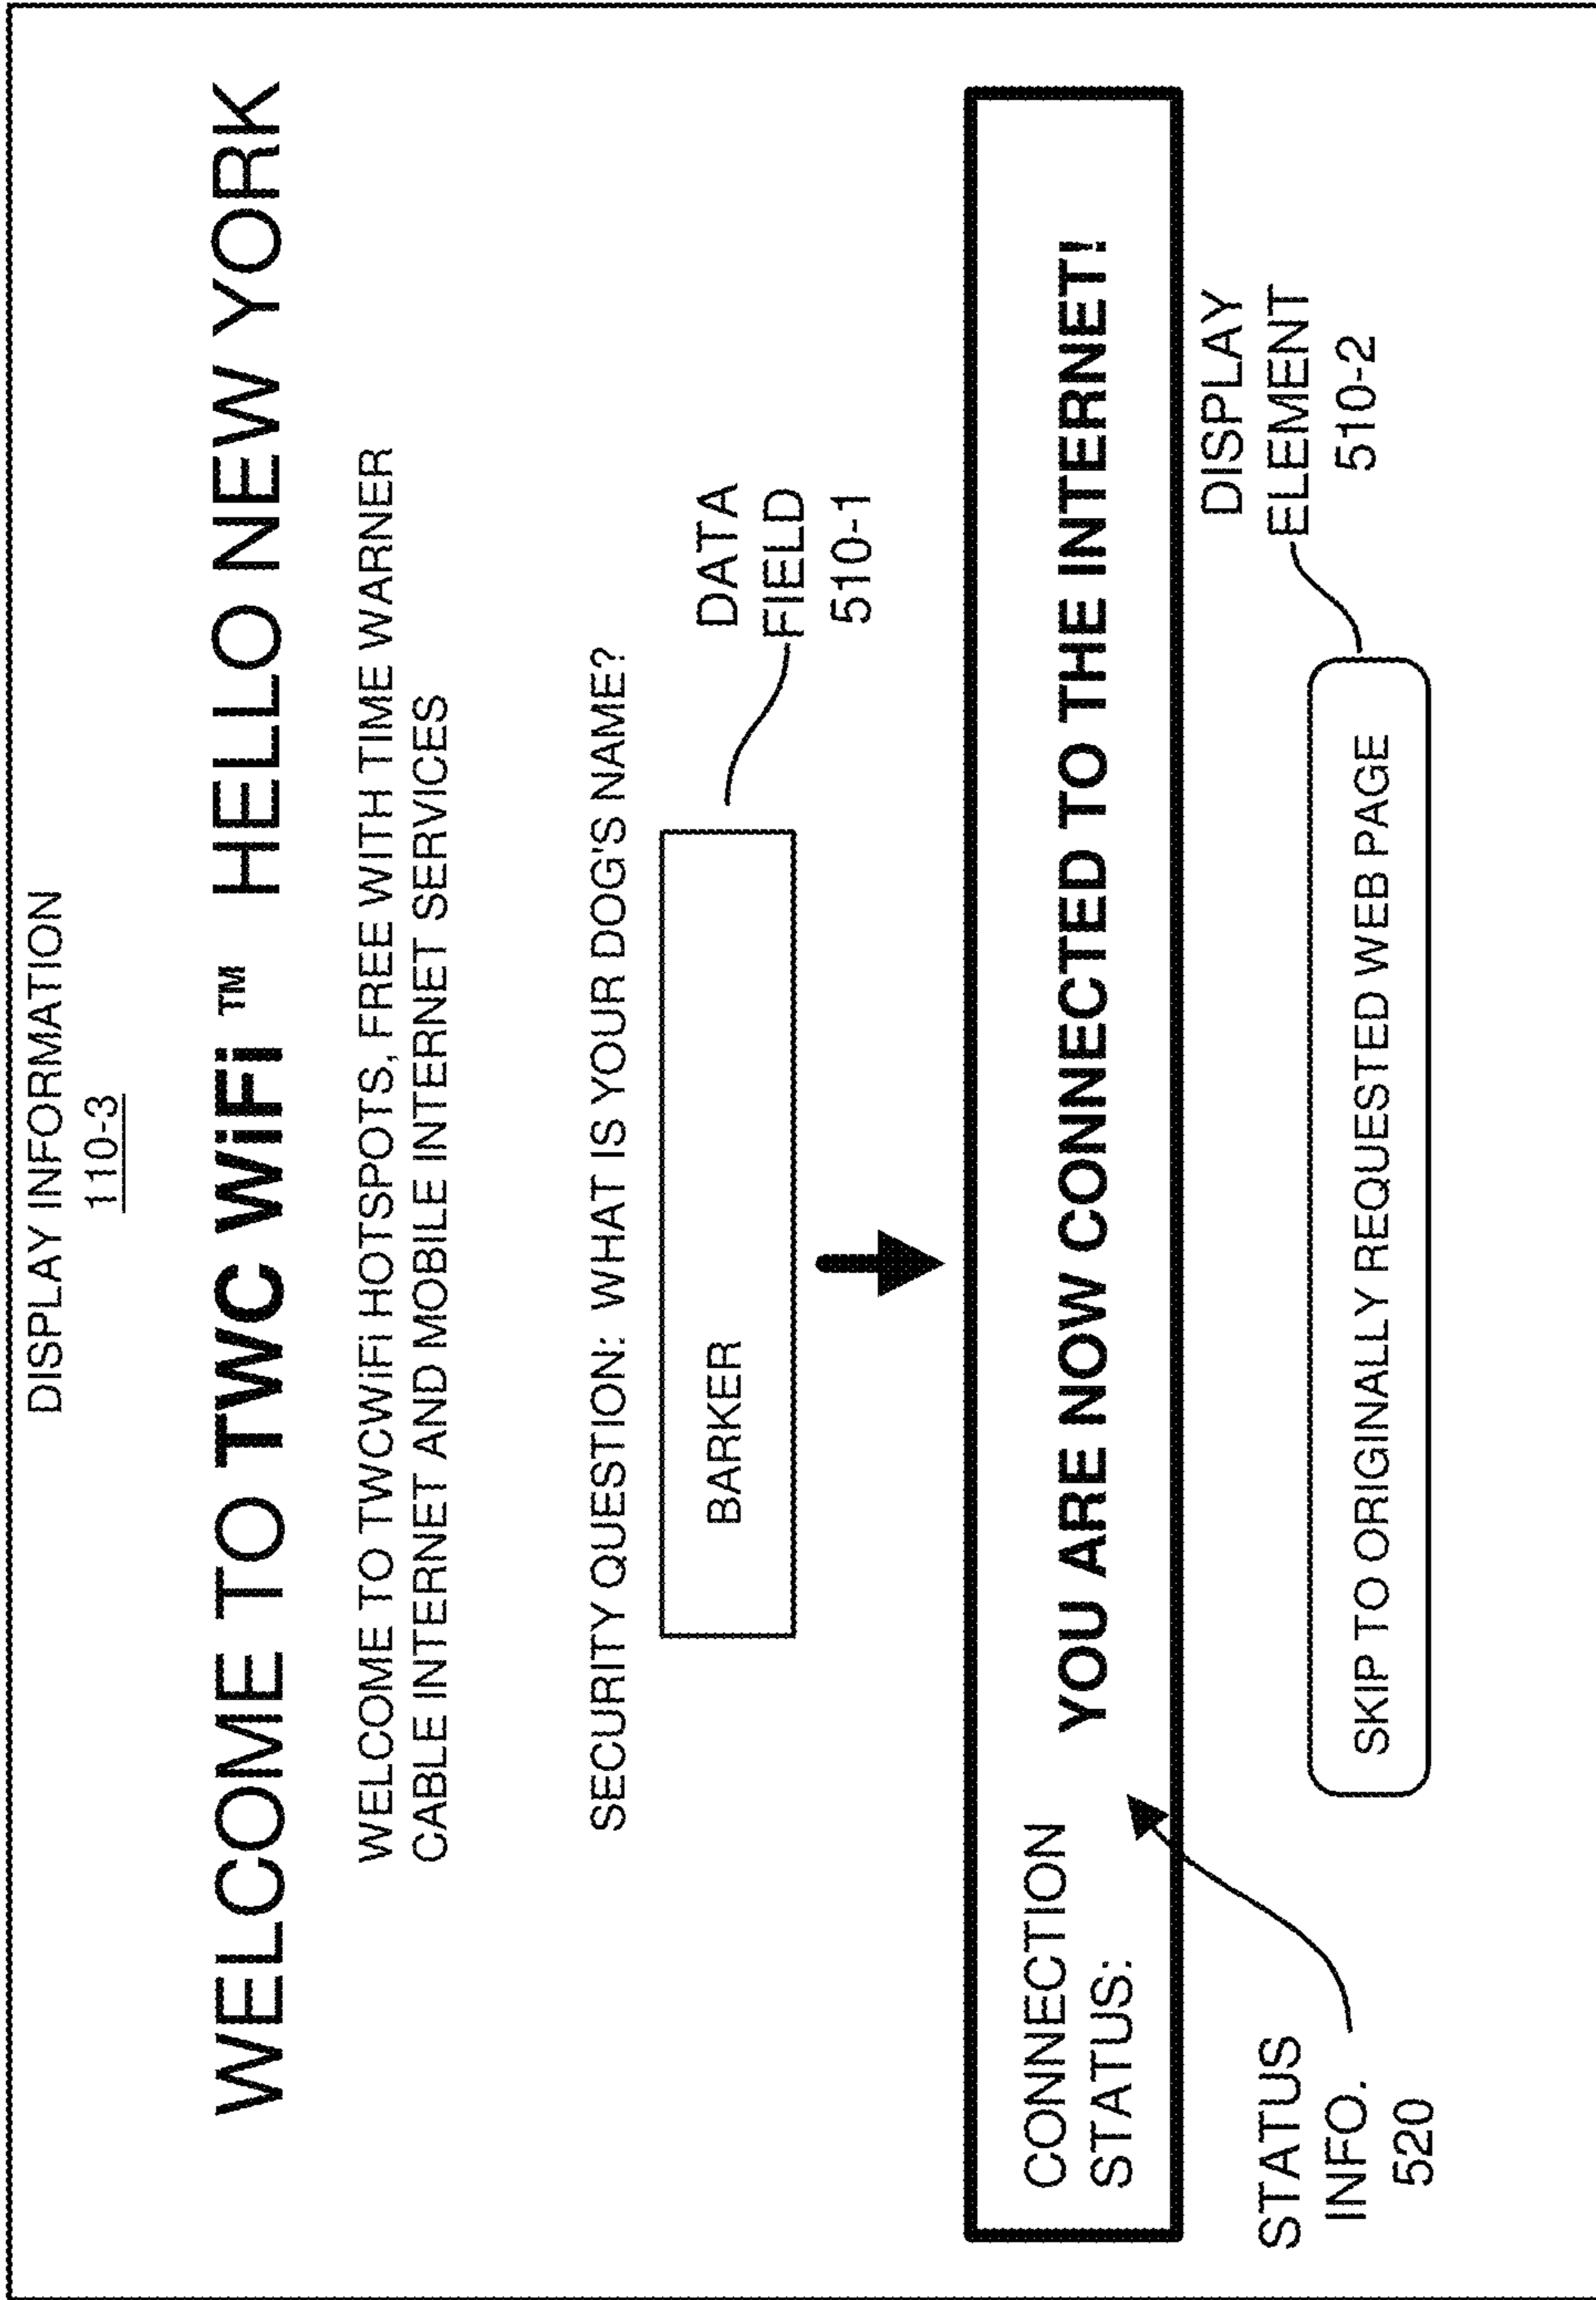 DISPLAY INFORMATION
110-3
WELCOME TO TWC WiFi ™ HELLO NEW YORK
WELCOME TO TWCWiFi HOTSPOTS, FREE WITH TIME WARNER
CABLE INTERNET AND MOBILE INTERNET SERVICES
SECURITY QUESTION: WHAT IS YOUR DOG'S NAME?
BARKER
DATA
FIELD
510-1
CONNECTION
STATUS:
YOU ARE NOW CONNECTED TO THE INTERNET!
STATUS
INFO.
520
SKIP TO ORIGINALLY REQUESTED WEB PAGE
DISPLAY
ELEMENT
510-2